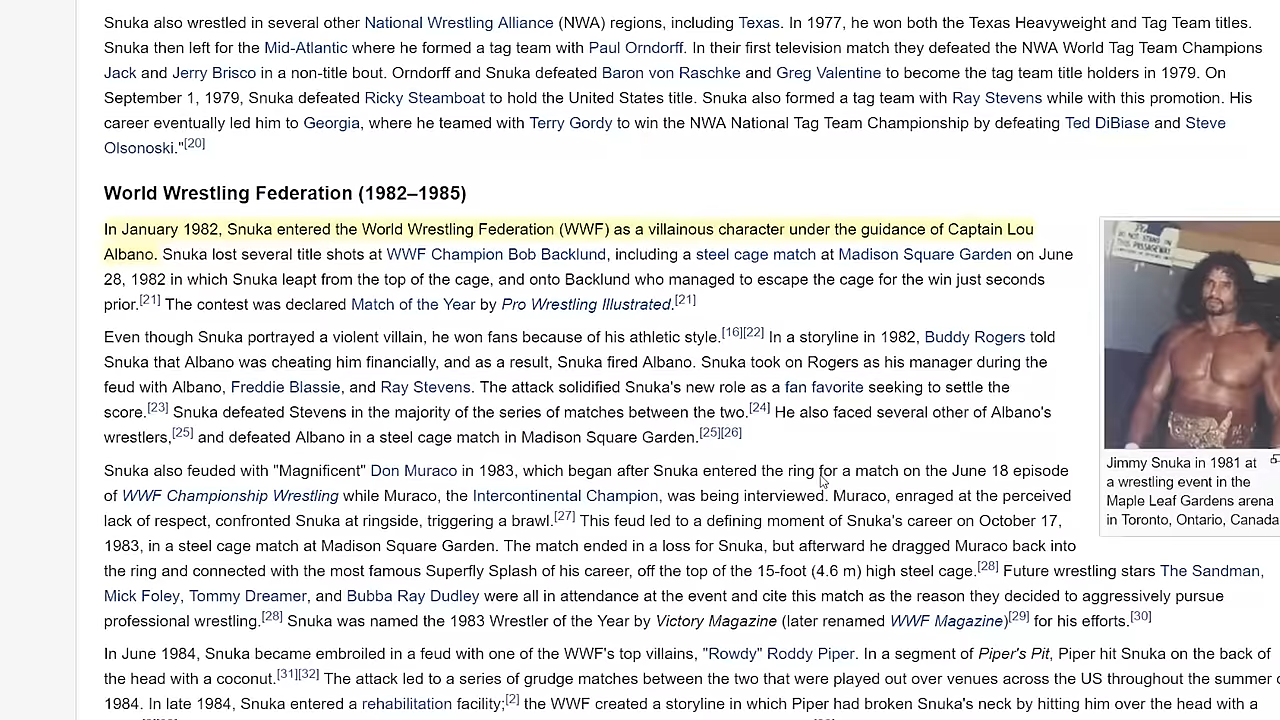 Snuka also wrestled in several other National Wrestling Alliance (NWA) regions, including Texas. In 1977, he won both the Texas Heavyweight and Tag Team titles.
Snuka then left for the Mid-Atlantic where he formed a tag team with Paul Orndorff. In their first television match they defeated the NWA World Tag Team Champions
Jack and Jerry Brisco in a non-title bout. Orndorff and Snuka defeated Baron von Raschke and Greg Valentine to become the tag team title holders in 1979. On
September 1, 1979, Snuka defeated Ricky Steamboat to hold the United States title. Snuka also formed a tag team with Ray Stevens while with this promotion. His
career eventually led him to Georgia, where he teamed with Terry Gordy to win the NWA National Tag Team Championship by defeating Ted DiBiase and Steve
Olsonoski."[20]
World Wrestling Federation (1982–1985)
In January 1982, Snuka entered the World Wrestling Federation (WWF) as a villainous character under the guidance of Captain Lou
Albano. Snuka lost several title shots at WWF Champion Bob Backlund, including a steel cage match at Madison Square Garden on June
28, 1982 in which Snuka leapt from the top of the cage, and onto Backlund who managed to escape the cage for the win just seconds
prior.[21] The contest was declared Match of the Year by Pro Wrestling Illustrated.[21]
Even though Snuka portrayed a violent villain, he won fans because of his athletic style.[16][22] In a storyline in 1982, Buddy Rogers told
Snuka that Albano was cheating him financially, and as a result, Snuka fired Albano. Snuka took on Rogers as his manager during the
feud with Albano, Freddie Blassie, and Ray Stevens. The attack solidified Snuka's new role as a fan favorite seeking to settle the
score.[23] Snuka defeated Stevens in the majority of the series of matches between the two.[24] He also faced several other of Albano's
wrestlers,[25] and defeated Albano in a steel cage match in Madison Square Garden.[25][26]
Snuka also feuded with "Magnificent" Don Muraco in 1983, which began after Snuka entered the ring for a match on the June 18 episode
of WWF Championship Wrestling while Muraco, the Intercontinental Champion, was being interviewed. Muraco, enraged at the perceived
lack of respect, confronted Snuka at ringside, triggering a brawl.[27] This feud led to a defining moment of Snuka's career on October 17,
1983, in a steel cage match at Madison Square Garden. The match ended in a loss for Snuka, but afterward he dragged Muraco back into
the ring and connected with the most famous Superfly Splash of his career, off the top of the 15-foot (4.6 m) high steel cage.[28] Future wrestling stars The Sandman,
Mick Foley, Tommy Dreamer, and Bubba Ray Dudley were all in attendance at the event and cite this match as the reason they decided to aggressively pursue
professional wrestling.[28] Snuka was named the 1983 Wrestler of the Year by Victory Magazine (later renamed WWF Magazine)[29] for his efforts.[30]
In June 1984, Snuka became embroiled in a feud with one of the WWF's top villains, "Rowdy" Roddy Piper. In a segment of Piper's Pit, Piper hit Snuka on the back of
the head with a coconut.[31][32] The attack led to a series of grudge matches between the two that were played out over venues across the US throughout the summer
1984. In late 1984, Snuka entered a rehabilitation facility;[2] the WWF created a storyline in which Piper had broken Snuka's neck by hitting him over the head with a
DO NOT STAND IN
THIS PASSAGEWAY
Jimmy Snuka in 1981 at
a wrestling event in the
Maple Leaf Gardens arena
in Toronto, Ontario, Canada